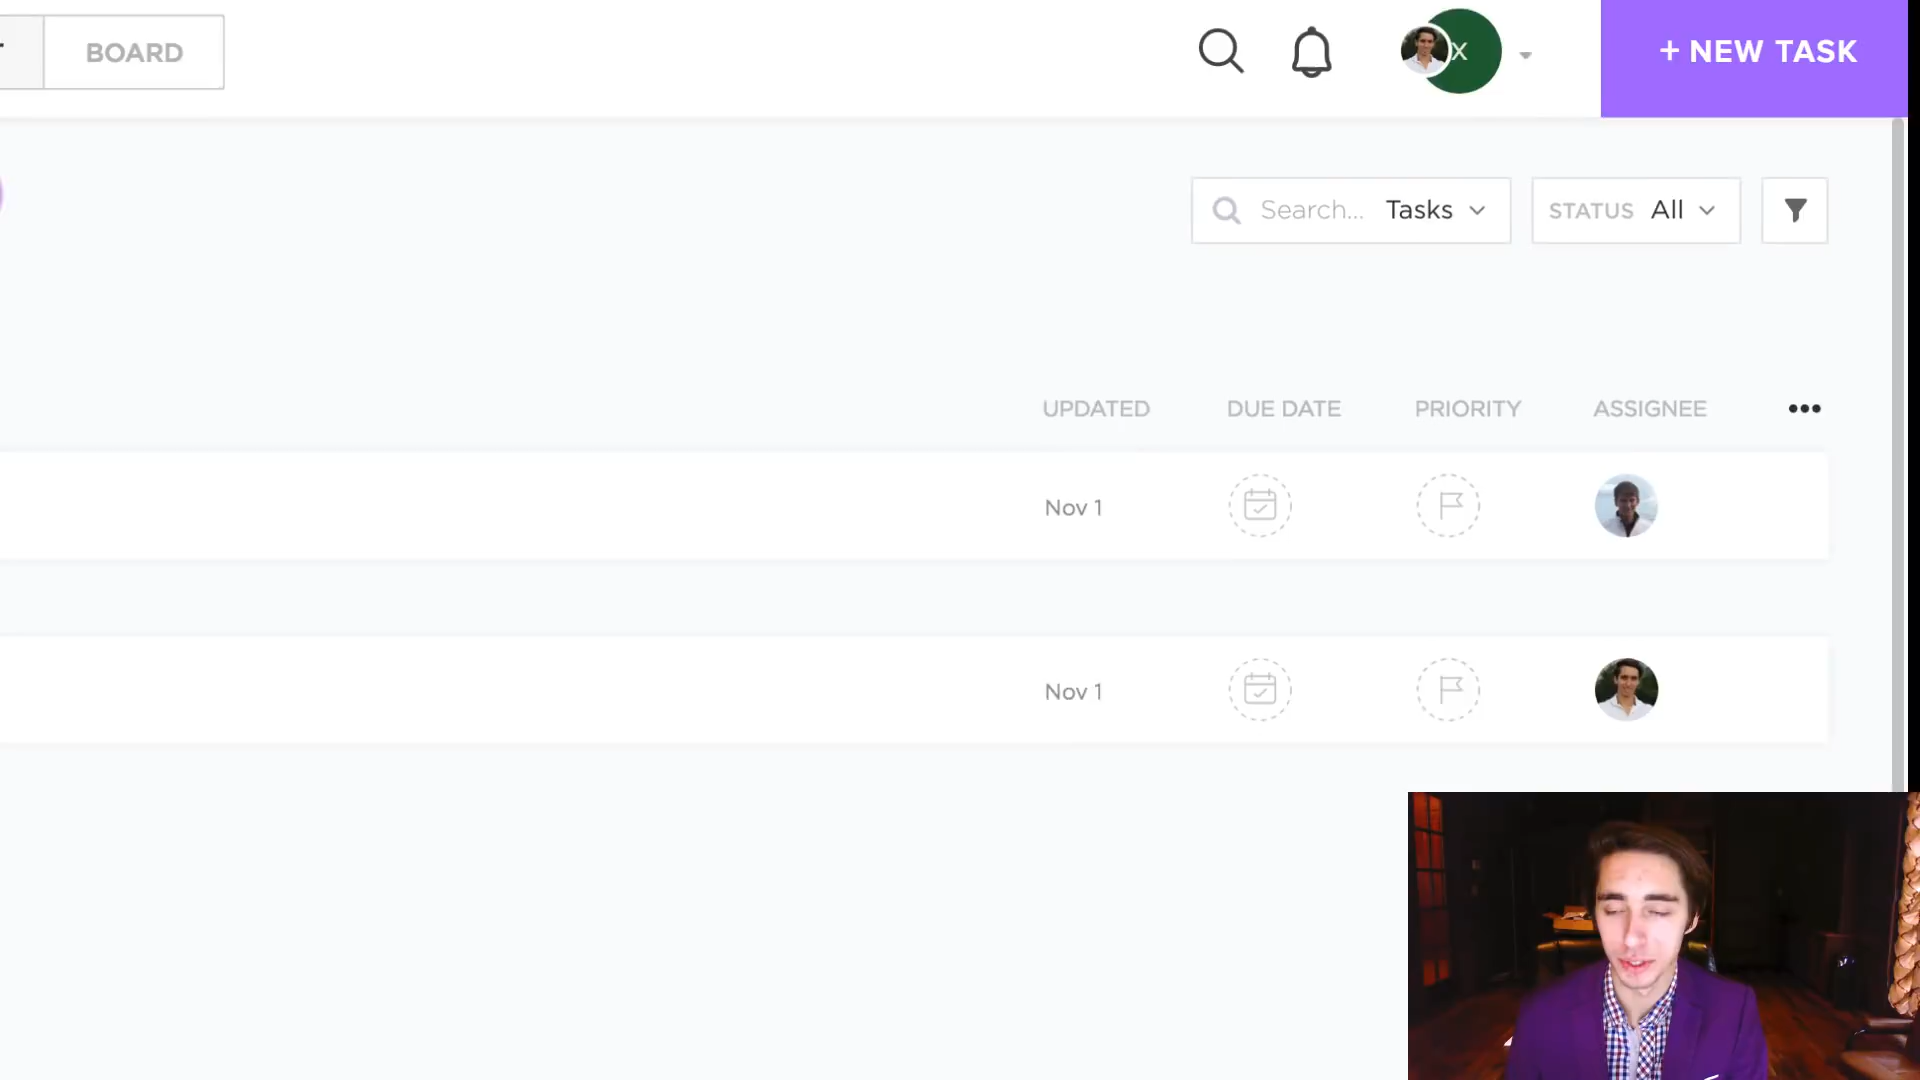 BOARD
X
+ NEW TASK
Search... Tasks
STATUS All
UPDATED DUE DATE PRIORITY ASSIGNEE
Nov 1
Nov 1